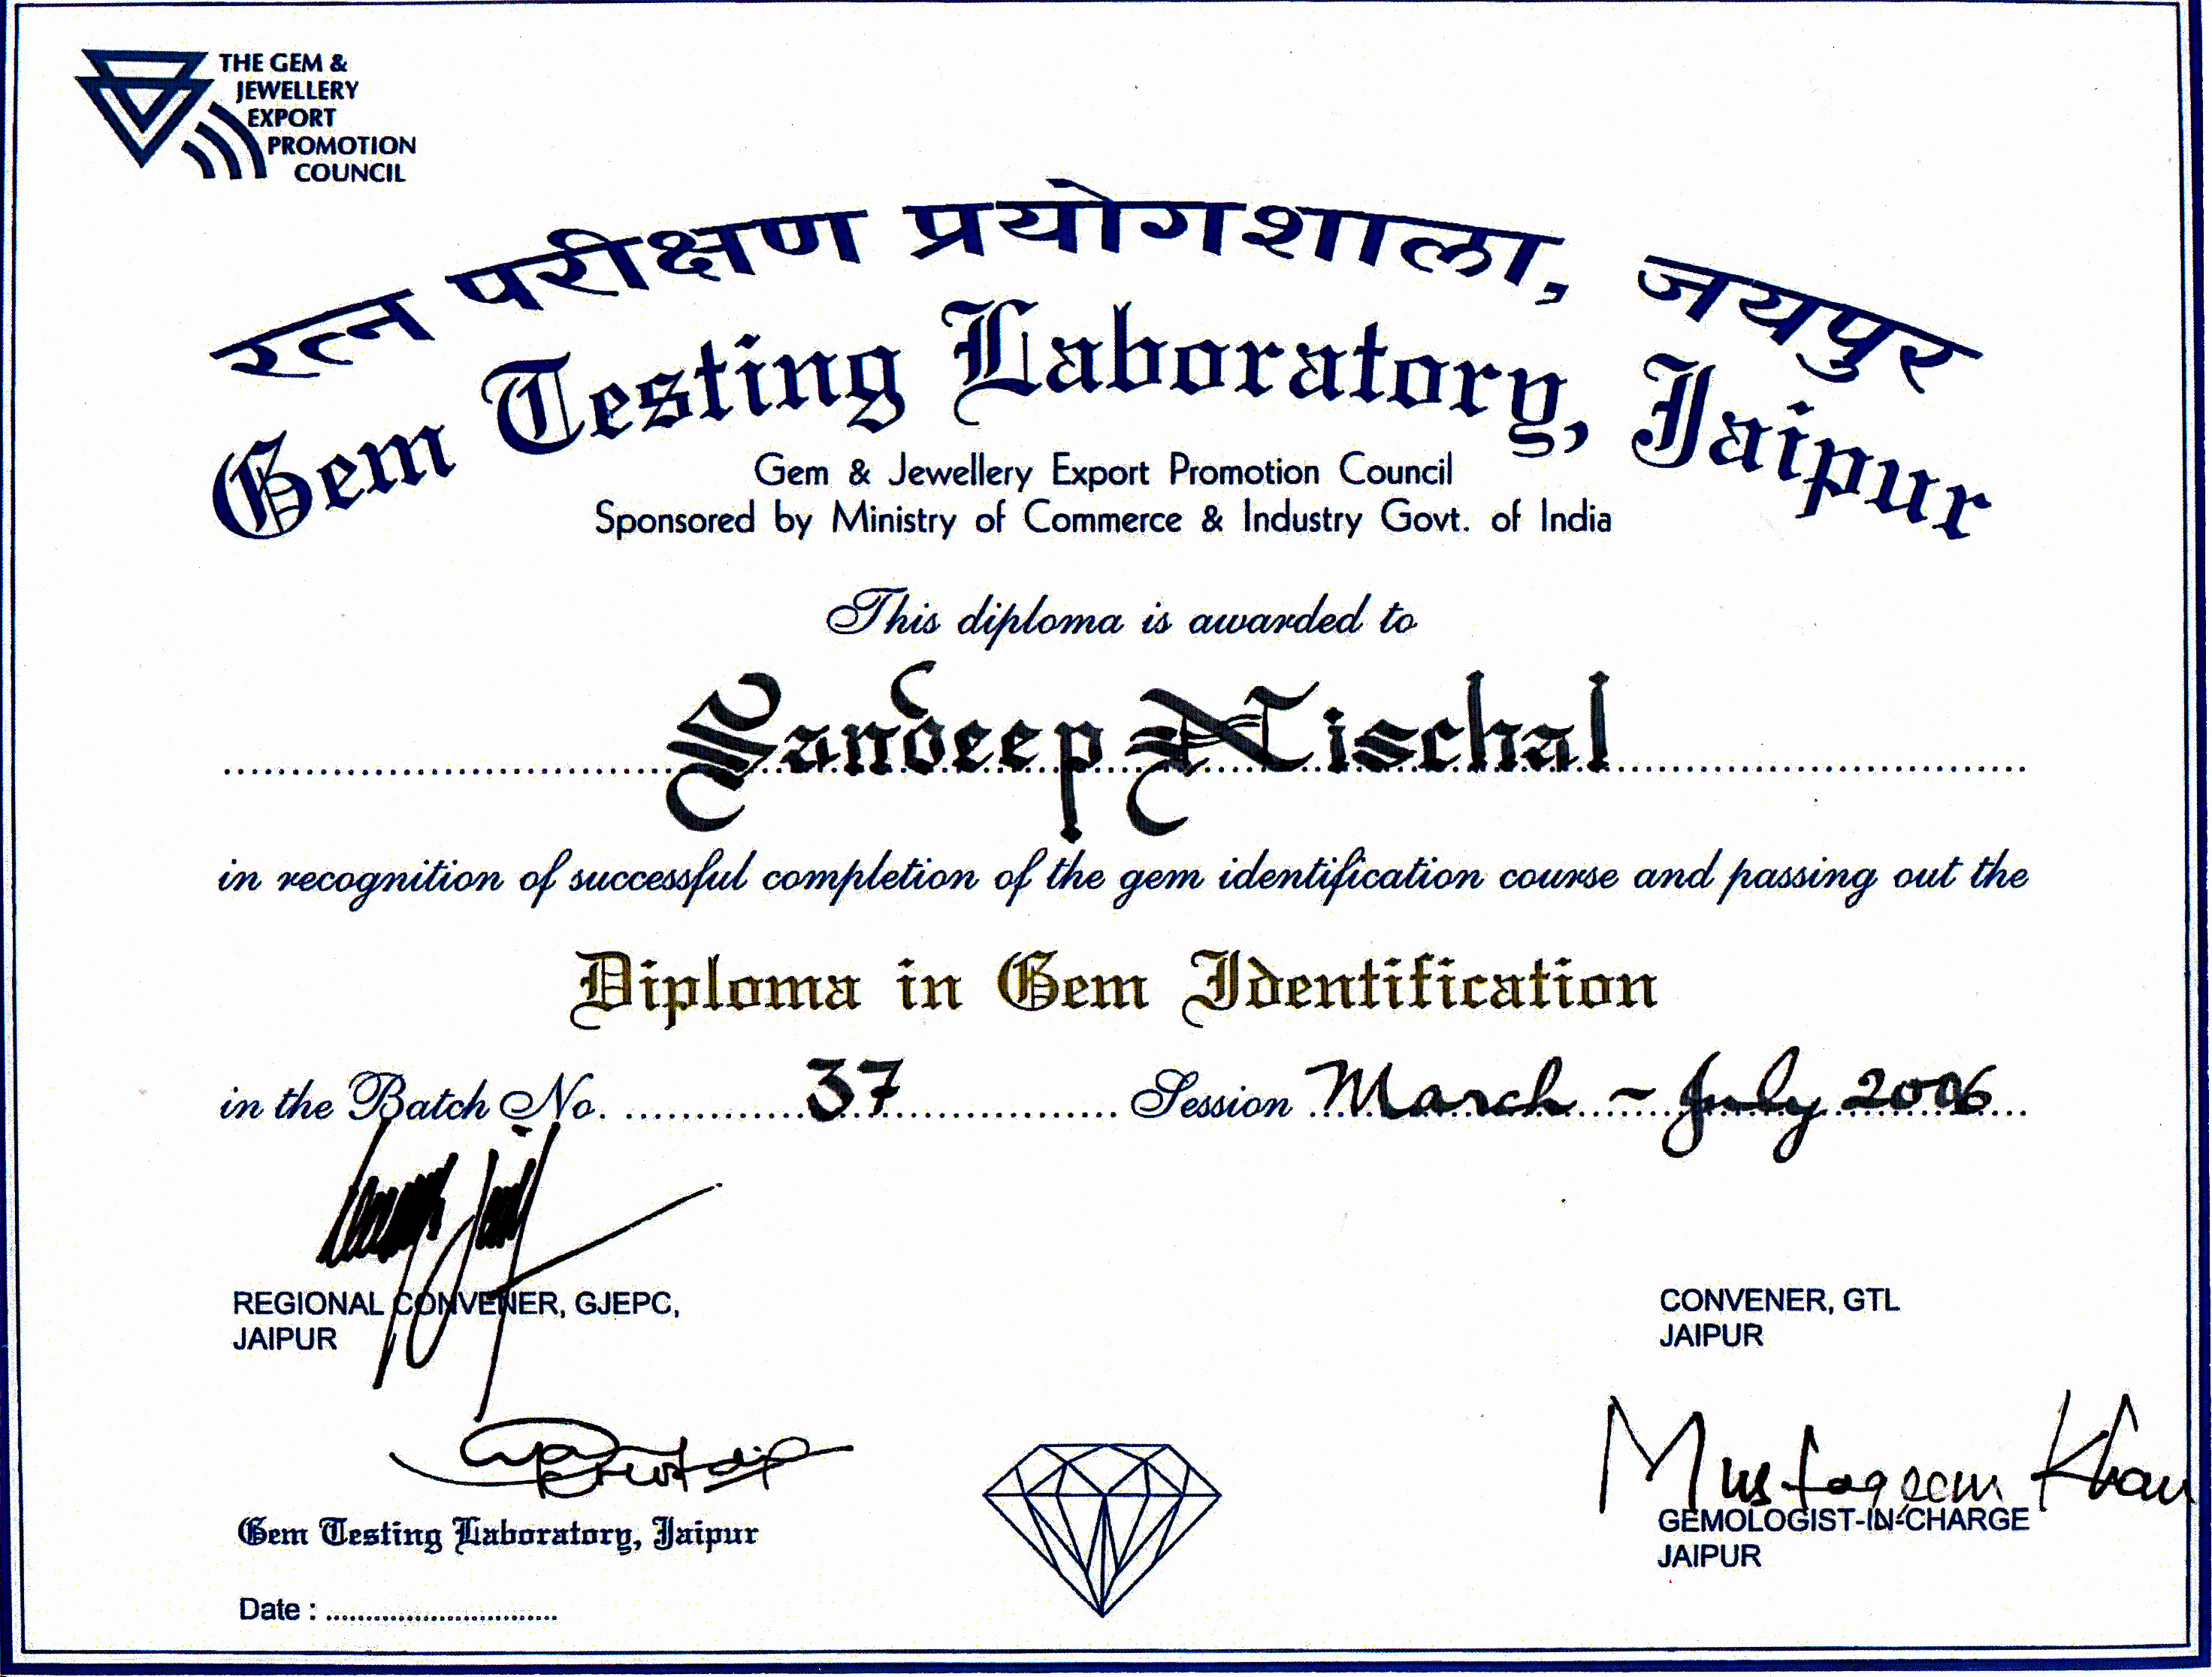 THE GEM &
JEWELLERY
EXPORT
PROMOTION
COUNCIL
रत्न परीक्षण प्रयोगशाला, जयपुर
Gem Testing Laboratory, Jaipur
Gem & Jewellery Export Promotion Council
Sponsored by Ministry of Commerce & Industry Govt. of India
This diploma is awarded to
Sandeep Nischal
in recognition of successful completion of the gem identification course and passing out the
Diploma in Gem Identification
in the Batch No. 37 Session March - July 2006
REGIONAL CONVENER, GJEPC,
JAIPUR
CONVENER, GTL
JAIPUR
Mustaqeem Khan
Gem Testing Laboratory, Jaipur
GEMOLOGIST-IN-CHARGE
JAIPUR
Date : ............................